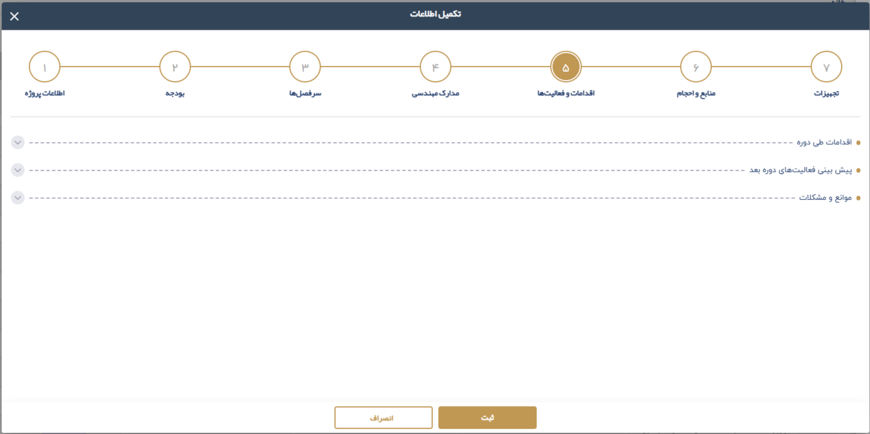 تکمیل اطلاعات
۱
۲
۳
۴
۵
۶
۷
اطلاعات پروژه
بودجه
سرفصل‌ها
مدارک مهندسی
اقدامات و فعالیت‌ها
منابع و احجام
تجهیزات
اقدامات طی دوره
پیش بینی فعالیت‌های دوره بعد
موانع و مشکلات
ثبت
انصراف